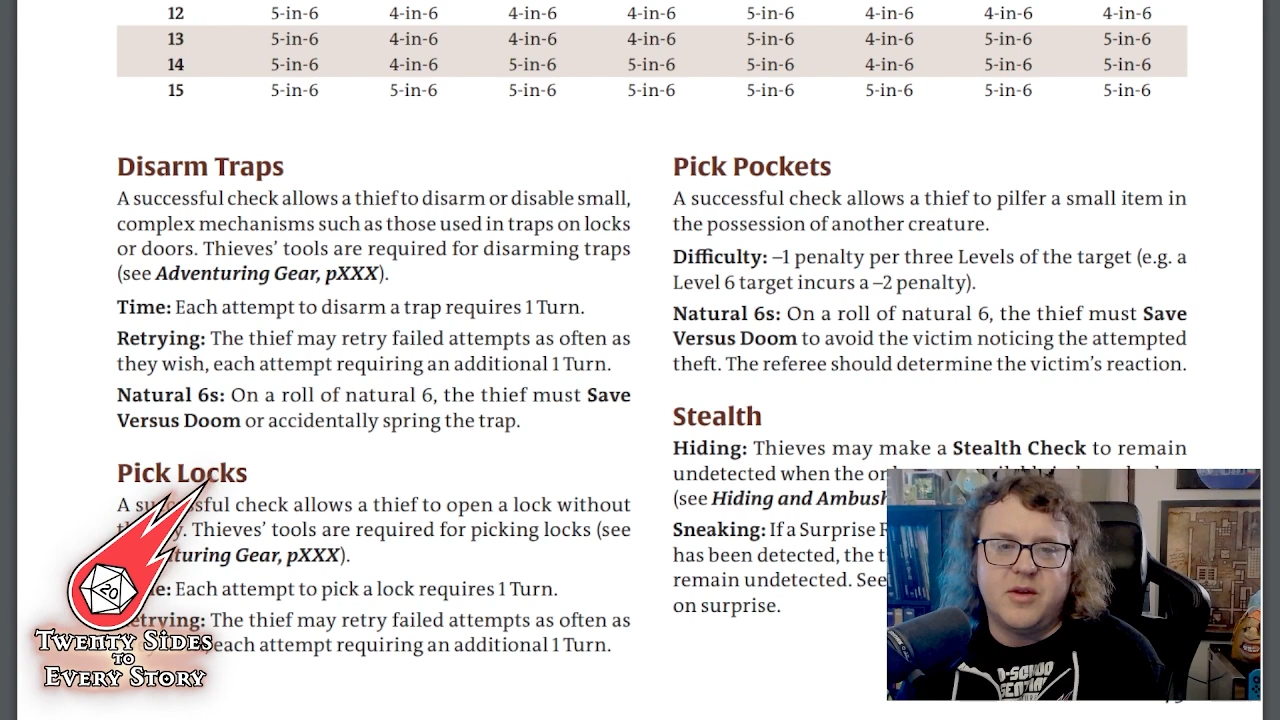 12 5-in-6 4-in-6 4-in-6 4-in-6 5-in-6 4-in-6 4-in-6 4-in-6
13 5-in-6 4-in-6 4-in-6 4-in-6 5-in-6 4-in-6 5-in-6 5-in-6
14 5-in-6 4-in-6 5-in-6 5-in-6 5-in-6 4-in-6 5-in-6 5-in-6
15 5-in-6 5-in-6 5-in-6 5-in-6 5-in-6 5-in-6 5-in-6 5-in-6
Disarm Traps
A successful check allows a thief to disarm or disable small,
complex mechanisms such as those used in traps on locks
or doors. Thieves’ tools are required for disarming traps
(see Adventuring Gear, pXXX).
Time: Each attempt to disarm a trap requires 1 Turn.
Retrying: The thief may retry failed attempts as often as
they wish, each attempt requiring an additional 1 Turn.
Natural 6s: On a roll of natural 6, the thief must Save
Versus Doom or accidentally spring the trap.
Pick Locks
A successful check allows a thief to open a lock without
Thieves’ tools are required for picking locks (see
Gear, pXXX).
Each attempt to pick a lock requires 1 Turn.
Retrying: The thief may retry failed attempts as often as
each attempt requiring an additional 1 Turn.
Pick Pockets
A successful check allows a thief to pilfer a small item in
the possession of another creature.
Difficulty: –1 penalty per three Levels of the target (e.g. a
Level 6 target incurs a –2 penalty).
Natural 6s: On a roll of natural 6, the thief must Save
Versus Doom to avoid the victim noticing the attempted
theft. The referee should determine the victim’s reaction.
Stealth
Hiding: Thieves may make a Stealth Check to remain
undetected when the
(see Hiding and
Sneaking: If a Surprise
has been detected, the
remain undetected. See
on surprise.
20
Twenty Sides
to
Every Story